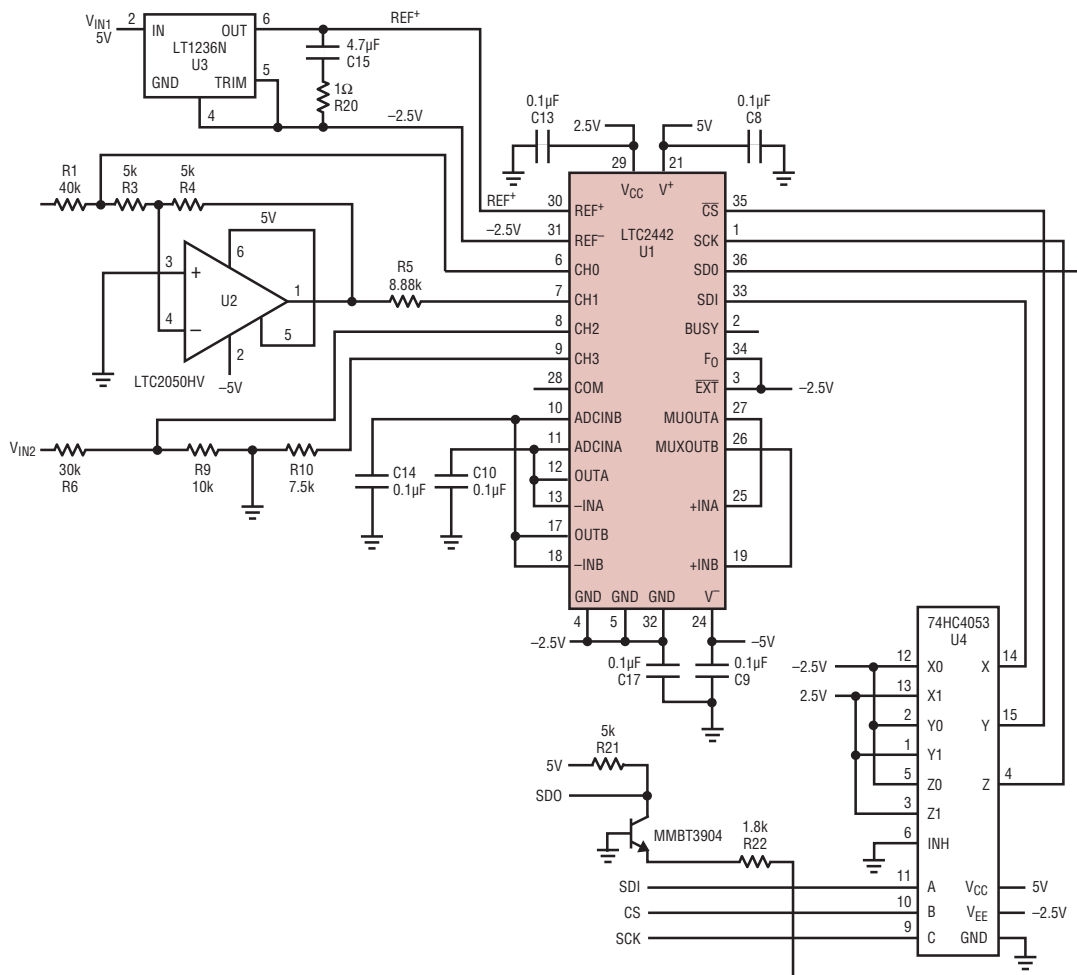 V_IN1
5V
2
IN
OUT
6
LT1236N
U3
GND
TRIM
5
4
REF+
4.7µF
C15
1Ω
R20
–2.5V
0.1µF
C13
2.5V
5V
0.1µF
C8
29
21
V_CC
V+
R1
40k
5k
R3
5k
R4
5V
6
3
+
U2
1
4
–
5
2
LTC2050HV
–5V
R5
8.88k
REF+
30
REF+
–2.5V
31
REF–
LTC2442
U1
6
CH0
7
CH1
8
CH2
9
CH3
28
COM
10
ADCINB
11
ADCINA
12
OUTA
13
–INA
17
OUTB
18
–INB
CS
35
SCK
1
SD0
36
SDI
33
BUSY
2
F_O
34
EXT
3
–2.5V
MUOUTA
27
MUXOUTB
26
+INA
25
+INB
19
GND
GND
GND
V–
4
5
32
24
–2.5V
–5V
0.1µF
C17
0.1µF
C9
V_IN2
30k
R6
R9
10k
R10
7.5k
C14
0.1µF
C10
0.1µF
5k
R21
5V
SDO
MMBT3904
1.8k
R22
SDI
CS
SCK
74HC4053
U4
–2.5V
12
X0
X
14
2.5V
13
X1
2
Y0
Y
15
1
Y1
5
Z0
Z
4
3
Z1
6
INH
11
A
V_CC
5V
10
B
V_EE
–2.5V
9
C
GND